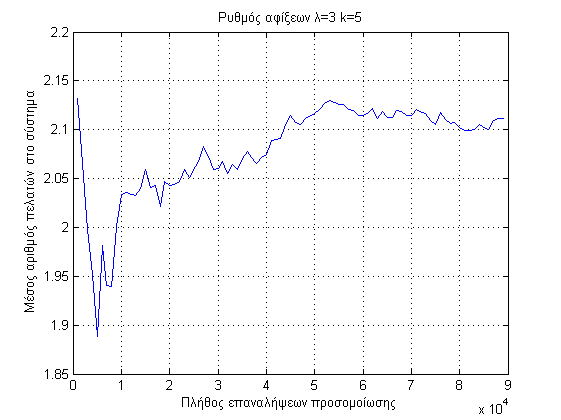 Ρυθμός αφίξεων λ=3 k=5
Μέσος αριθμός πελατών στο σύστημα
2.2
2.15
2.1
2.05
2
1.95
1.9
1.85
0 1 2 3 4 5 6 7 8 9
x 10^4
Πλήθος επαναλήψεων προσομοίωσης